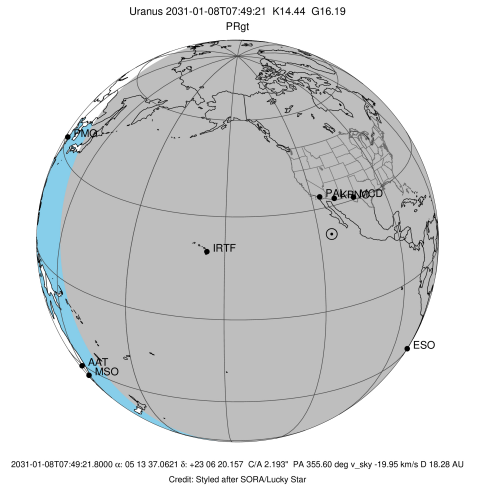 Uranus 2031-01-08T07:49:21 K14.44 G16.19
PRgt
PMO
MCD
IRTF
ESO
AAT
MSO
2031-01-08T07:49:21.8000 α: 05 13 37.0621 δ: +23 06 20.157 C/A 2.193" PA 355.60 deg v_sky -19.95 km/s D 18.28 AU
Credit: Styled after SORA/Lucky Star